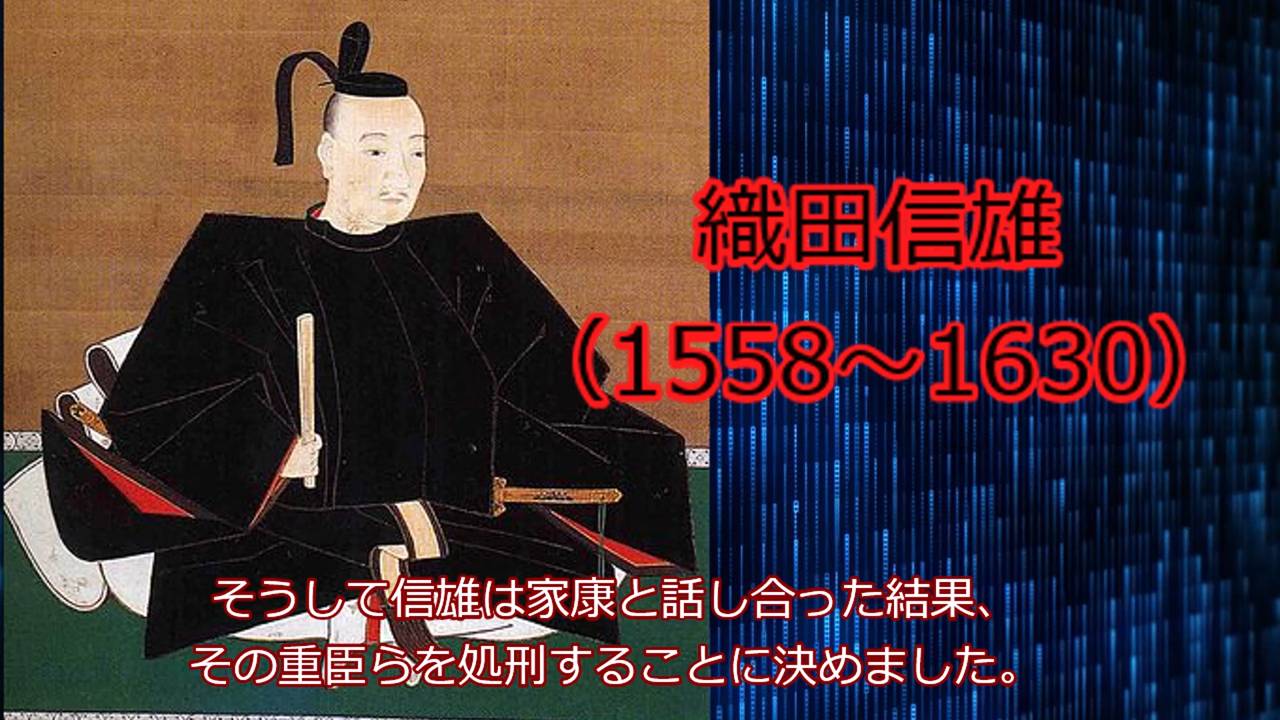 織田信雄
（1558～1630）
そうして信雄は家康と話し合った結果、
その重臣らを処刑することに決めました。